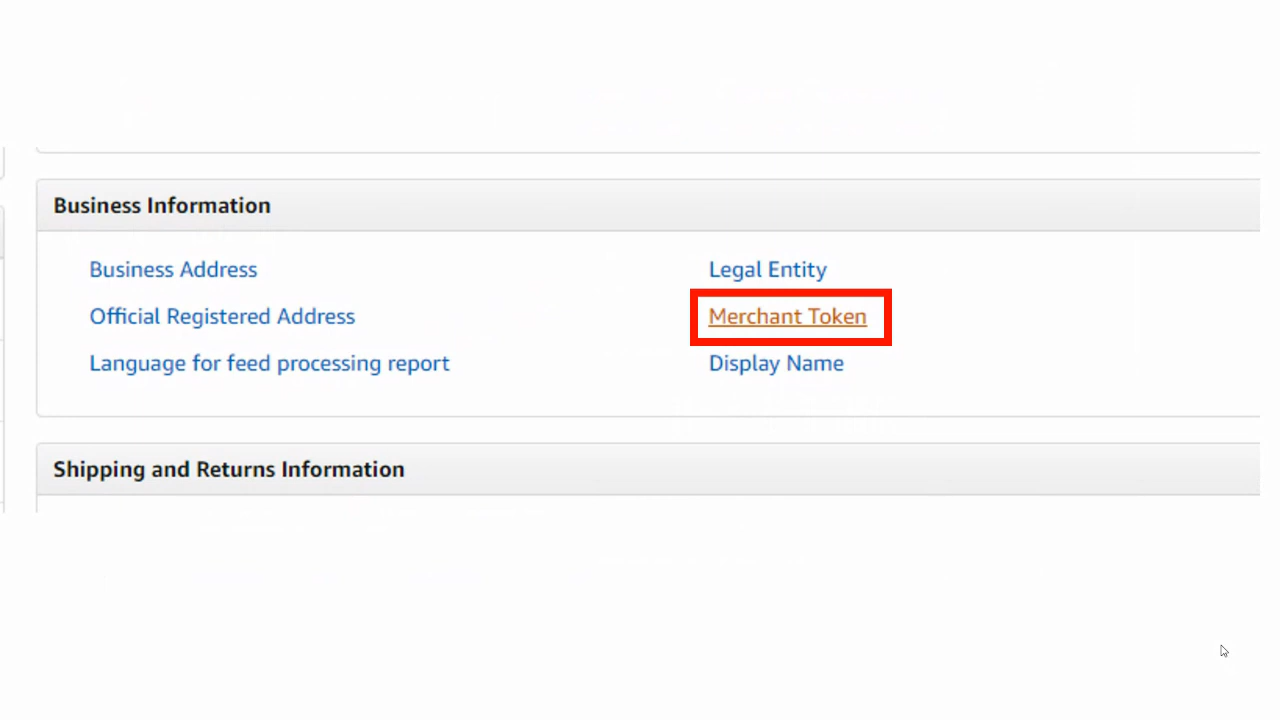 Business Information
Business Address
Legal Entity
Official Registered Address
Merchant Token
Language for feed processing report
Display Name
Shipping and Returns Information